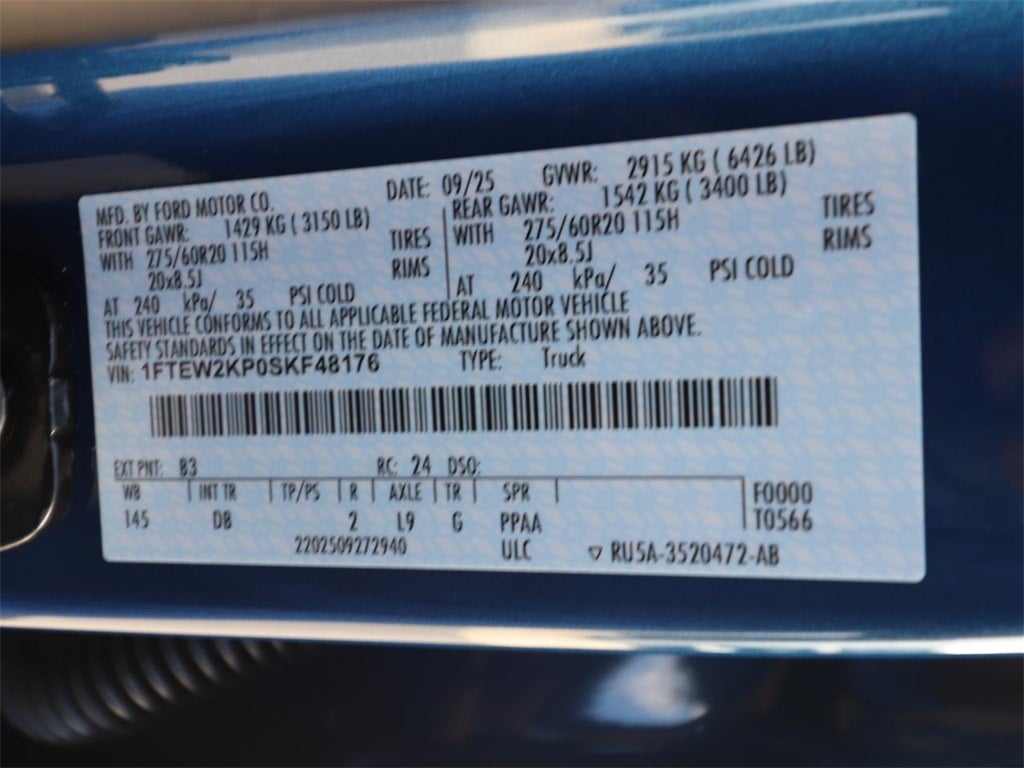 MFD. BY FORD MOTOR CO. DATE: 09/25 GVWR: 2915 KG ( 6426 LB)
FRONT GAWR: 1429 KG ( 3150 LB) REAR GAWR: 1542 KG ( 3400 LB)
WITH 275/60R20 115H TIRES WITH 275/60R20 115H TIRES
20x8.5J RIMS 20x8.5J RIMS
AT 240 kPa/ 35 PSI COLD AT 240 kPa/ 35 PSI COLD
THIS VEHICLE CONFORMS TO ALL APPLICABLE FEDERAL MOTOR VEHICLE
SAFETY STANDARDS IN EFFECT ON THE DATE OF MANUFACTURE SHOWN ABOVE.
VIN: 1FTEW2KP0SKF48176 TYPE: Truck
EXT PNT: B3 RC: 24 DSO:
WB INT TR TP/PS R AXLE TR SPR F0000
145 DB 2 L9 G PPAA T0566
2202509272940 ULC ▽ RU5A-3520472-AB